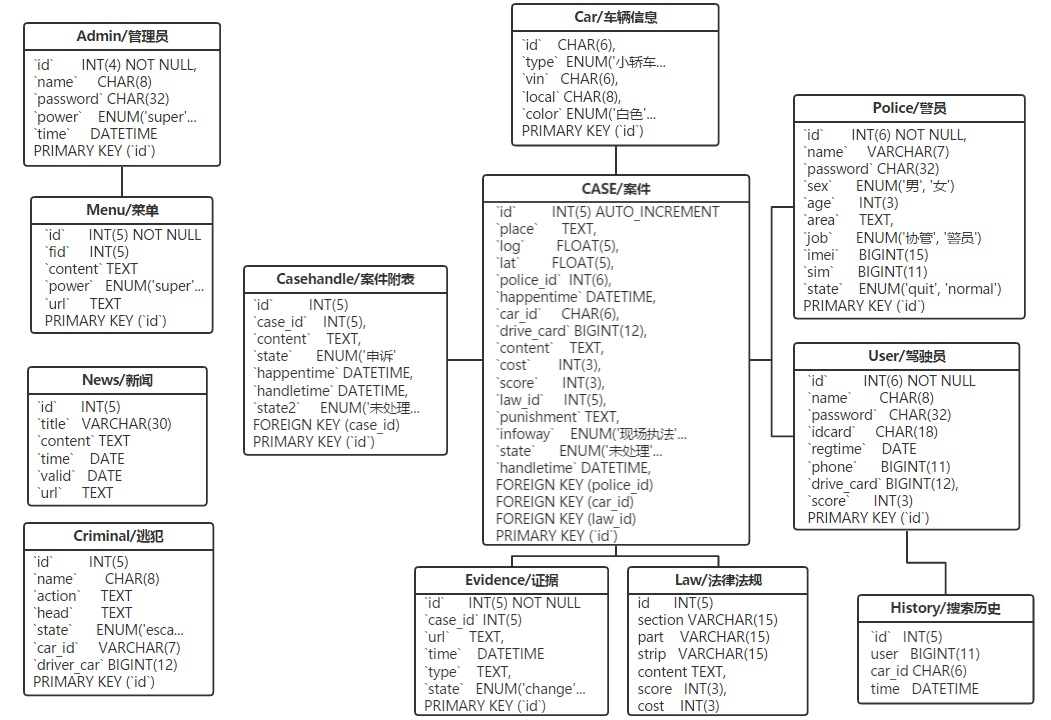 Admin/管理员
`id` INT(4) NOT NULL,
`name` CHAR(8)
`password` CHAR(32)
`power` ENUM('super'...
`time` DATETIME
PRIMARY KEY (`id`)
Menu/菜单
`id` INT(5) NOT NULL
`fid` INT(5)
`content` TEXT
`power` ENUM('super'...
`url` TEXT
PRIMARY KEY (`id`)
News/新闻
`id` INT(5)
`title` VARCHAR(30)
`content` TEXT
`time` DATE
`valid` DATE
`url` TEXT
Criminal/逃犯
`id` INT(5)
`name` CHAR(8)
`action` TEXT
`head` TEXT
`state` ENUM('esca...
`car_id` VARCHAR(7)
`driver_car` BIGINT(12)
PRIMARY KEY (`id`)
Casehandle/案件附表
`id` INT(5)
`case_id` INT(5),
`content` TEXT,
`state` ENUM('申诉'
`happentime` DATETIME,
`handletime` DATETIME,
`state2` ENUM('未处理...
FOREIGN KEY (case_id)
PRIMARY KEY (`id`)
Car/车辆信息
`id` CHAR(6),
`type` ENUM('小轿车...
`vin` CHAR(6),
`local` CHAR(8),
`color` ENUM('白色'...
PRIMARY KEY (`id`)
CASE/案件
`id` INT(5) AUTO_INCREMENT
`place` TEXT,
`log` FLOAT(5),
`lat` FLOAT(5),
`police_id` INT(6),
`happentime` DATETIME,
`car_id` CHAR(6),
`drive_card` BIGINT(12),
`content` TEXT,
`cost` INT(3),
`score` INT(3),
`law_id` INT(5),
`punishment` TEXT,
`infoway` ENUM('现场执法'...
`state` ENUM('未处理'...
`handletime` DATETIME,
FOREIGN KEY (police_id)
FOREIGN KEY (car_id)
FOREIGN KEY (law_id)
PRIMARY KEY (`id`)
Evidence/证据
`id` INT(5) NOT NULL
`case_id` INT(5)
`url` TEXT,
`time` DATETIME
`type` TEXT,
`state` ENUM('change'...
PRIMARY KEY (`id`)
Law/法律法规
id INT(5)
section VARCHAR(15)
part VARCHAR(15)
strip VARCHAR(15)
content TEXT,
score INT(3),
cost INT(3)
Police/警员
`id` INT(6) NOT NULL,
`name` VARCHAR(7)
`password` CHAR(32)
`sex` ENUM('男', '女')
`age` INT(3)
`area` TEXT,
`job` ENUM('协管', '警员')
`imei` BIGINT(15)
`sim` BIGINT(11)
`state` ENUM('quit', 'normal')
PRIMARY KEY (`id`)
User/驾驶员
`id` INT(6) NOT NULL
`name` CHAR(8)
`password` CHAR(32)
`idcard` CHAR(18)
`regtime` DATE
`phone` BIGINT(11)
`drive_card` BIGINT(12),
`score` INT(3)
PRIMARY KEY (`id`)
History/搜索历史
`id` INT(5)
user BIGINT(11)
car_id CHAR(6)
time DATETIME